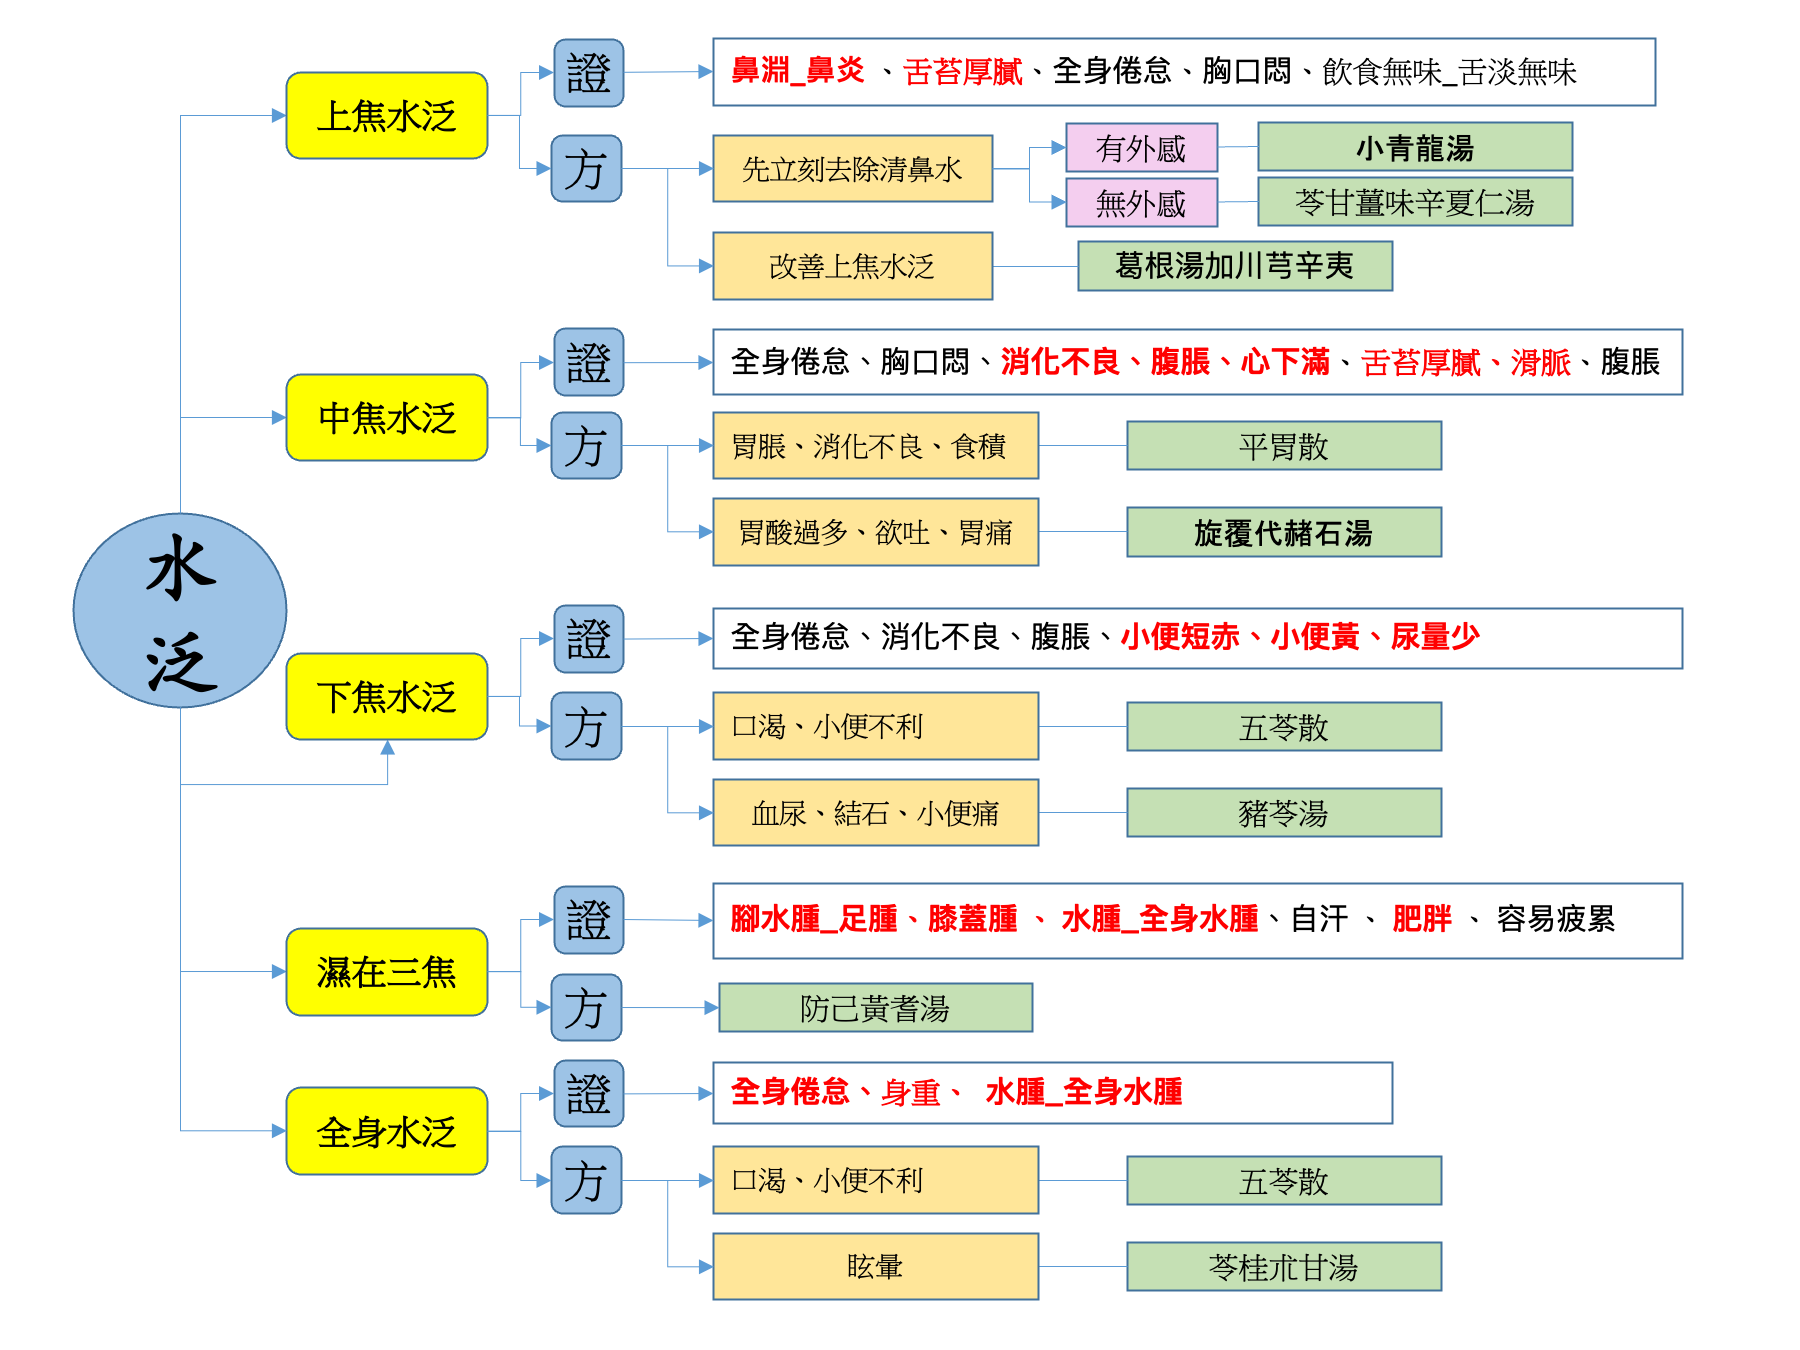 水
泛
上焦水泛
證
鼻淵_鼻炎 、舌苔厚膩、全身倦怠、胸口悶、飲食無味_舌淡無味
方
先立刻去除清鼻水
有外感
小青龍湯
無外感
苓甘薑味辛夏仁湯
改善上焦水泛
葛根湯加川芎辛夷
中焦水泛
證
全身倦怠、胸口悶、消化不良、腹脹、心下滿、舌苔厚膩、滑脈、腹脹
方
胃脹、消化不良、食積
平胃散
胃酸過多、欲吐、胃痛
旋覆代赭石湯
下焦水泛
證
全身倦怠、消化不良、腹脹、小便短赤、小便黃、尿量少
方
口渴、小便不利
五苓散
血尿、結石、小便痛
豬苓湯
濕在三焦
證
腳水腫_足腫、膝蓋腫 、 水腫_全身水腫、自汗 、 肥胖 、 容易疲累
方
防己黃耆湯
全身水泛
證
全身倦怠、身重、 水腫_全身水腫
方
口渴、小便不利
五苓散
眩暈
苓桂朮甘湯